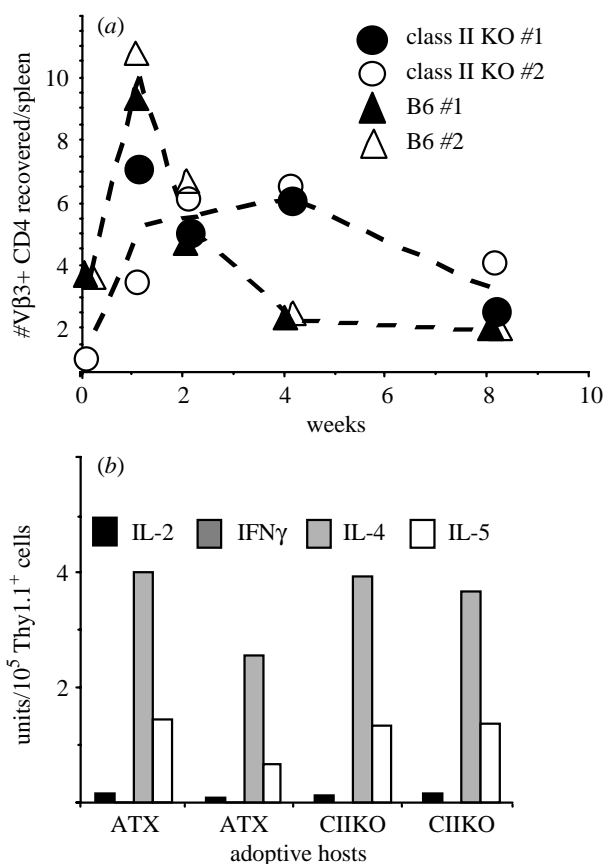 (a)
class II KO #1
class II KO #2
B6 #1
B6 #2
#Vβ3+ CD4 recovered/spleen
10
8
6
4
2
0 2 4 6 8 10
weeks
(b)
IL-2 IFNγ IL-4 IL-5
units/10⁵ Thy1.1⁺ cells
4
2
ATX ATX CIIKO CIIKO
adoptive hosts